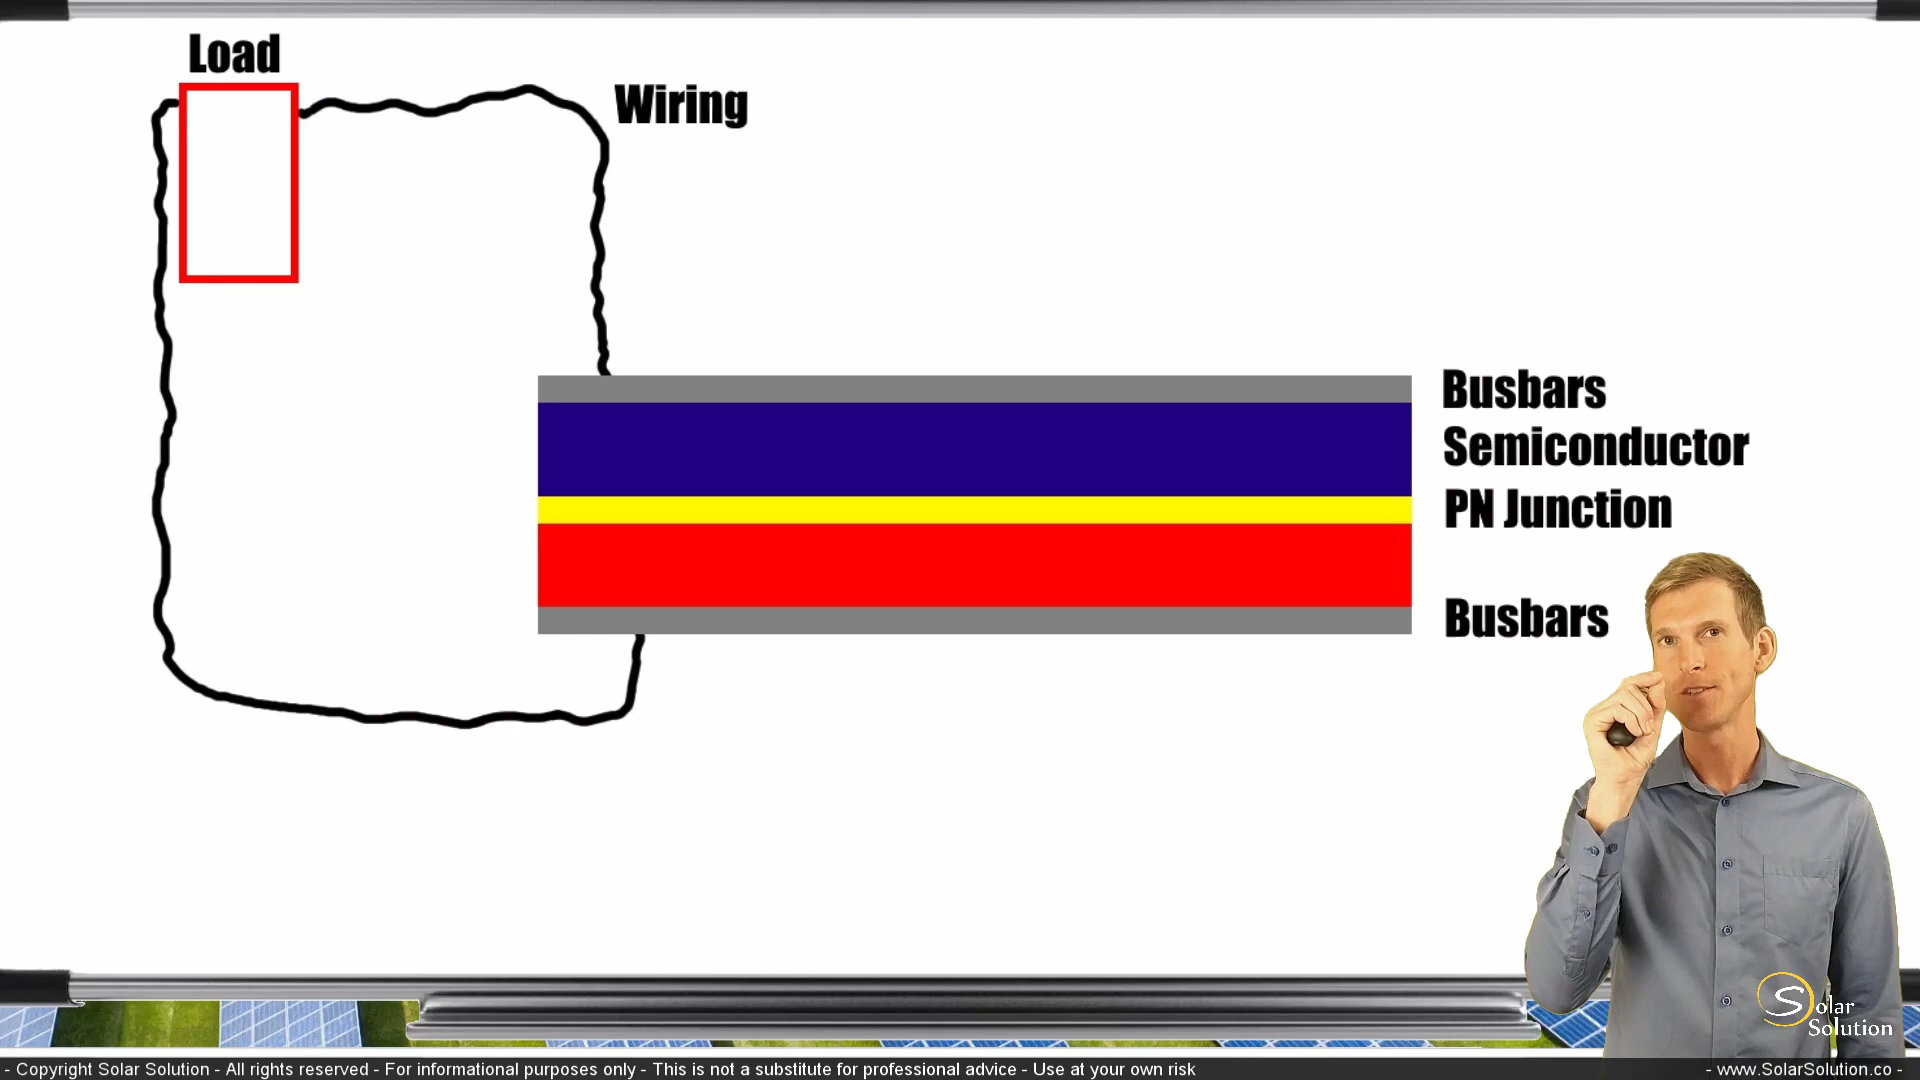 Load
Wiring
Busbars
Semiconductor
PN Junction
Busbars
Solar
Solution
- Copyright Solar Solution - All rights reserved - For informational purposes only - This is not a substitute for professional advice - Use at your own risk
- www.SolarSolution.co -